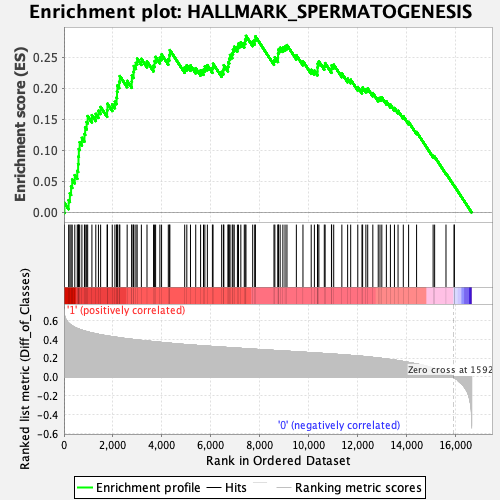 Enrichment plot: HALLMARK_SPERMATOGENESIS
Enrichment score (ES)
0.25
0.20
0.15
0.10
0.05
0.00
'1' (positively correlated)
Ranked list metric (Diff_of_Classes)
0.6
0.4
0.2
0.0
-0.2
-0.4
-0.6
Zero cross at 1592
'0' (negatively correlated)
0
2,000
4,000
6,000
8,000
10,000
12,000
14,000
16,000
Rank in Ordered Dataset
Enrichment profile
Hits
Ranking metric scores